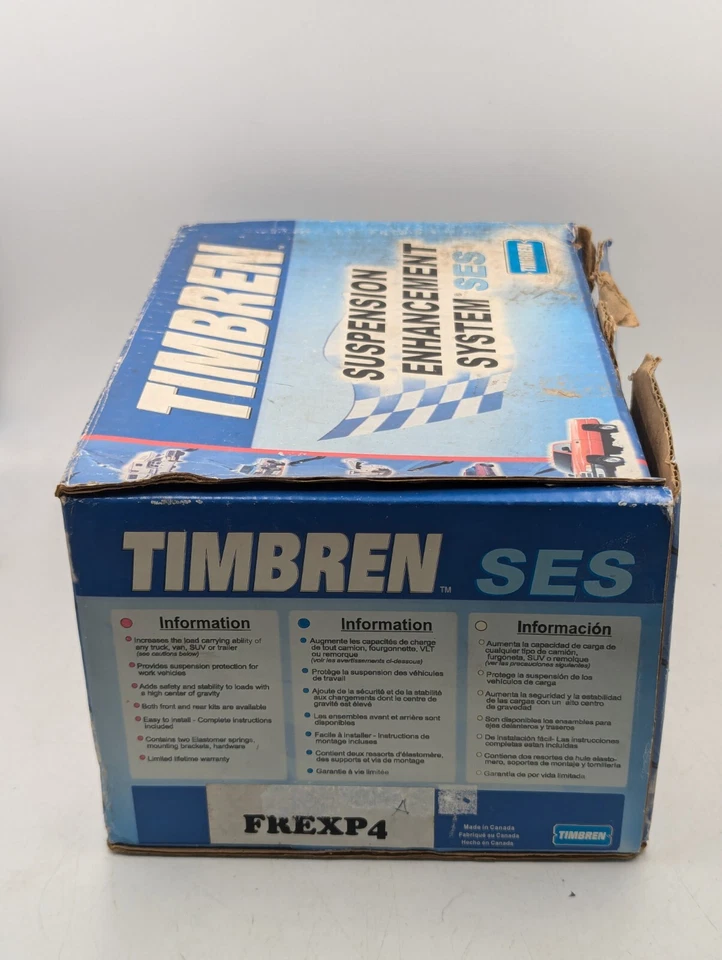 TIMBREN
SUSPENSION
ENHANCEMENT
SYSTEM SES
TIMBREN
TIMBREN™ SES
Information
Increases the load carrying ability of
any truck, van, SUV or trailer
(see cautions below)
Provides suspension protection for
work vehicles
Adds safety and stability to loads with
a high center of gravity
Both front and rear kits are available
Easy to install - Complete instructions
included
Contains two Elastomer springs,
mounting brackets, hardware
Limited lifetime warranty
Information
Augmente les capacités de charge
de tout camion, fourgonnette, VLT
ou remorque
(voir les avertissements ci-dessous)
Protège la suspension des véhicules
de travail
Ajoute de la sécurité et de la stabilité
aux chargements dont le centre de
gravité est élevé
Les ensembles avant et arrière sont
disponibles
Facile à installer - Instructions de
montage incluses
Contient deux ressorts d'élastomère,
des supports et vis de montage
Garantie à vie limitée
Información
Aumenta la capacidad de carga de
cualquier tipo de camión,
furgoneta, SUV o remolque
(ver las precauciones siguientes)
Protege la suspensión de los
vehículos de carga
Aumenta la seguridad y la estabilidad
de las cargas con un alto centro
de gravedad
Son disponibles los ensambles para
ejes delanteros y traseros
De instalación fácil- Las instrucciones
completas estan incluidas
Contiene dos resortes de hule elasto-
mero, soportes de montaje y tornillería
Garantía de por vida limitada
A
FREXP4
Made in Canada
Fabriqué au Canada
Hecho en Canada
TIMBREN